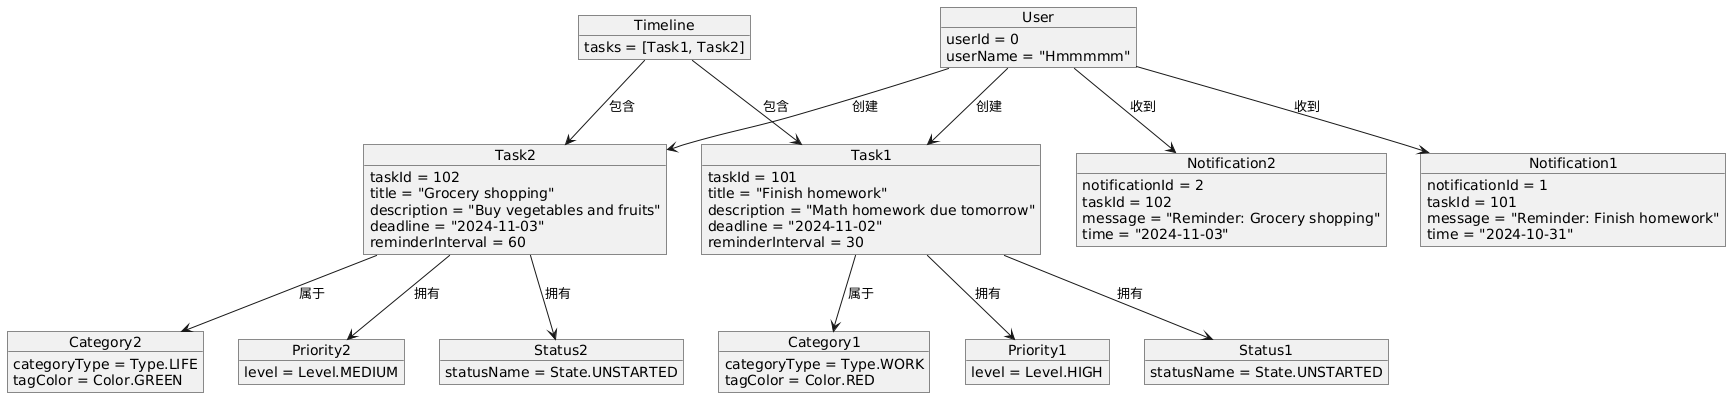 Timeline
tasks = [Task1, Task2]
User
userId = 0
userName = "Hmmmmm"
包含
包含
创建
创建
收到
收到
Task2
taskId = 102
title = "Grocery shopping"
description = "Buy vegetables and fruits"
deadline = "2024-11-03"
reminderInterval = 60
Task1
taskId = 101
title = "Finish homework"
description = "Math homework due tomorrow"
deadline = "2024-11-02"
reminderInterval = 30
Notification2
notificationId = 2
taskId = 102
message = "Reminder: Grocery shopping"
time = "2024-11-03"
Notification1
notificationId = 1
taskId = 101
message = "Reminder: Finish homework"
time = "2024-10-31"
属于
拥有
拥有
属于
拥有
拥有
Category2
categoryType = Type.LIFE
tagColor = Color.GREEN
Priority2
level = Level.MEDIUM
Status2
statusName = State.UNSTARTED
Category1
categoryType = Type.WORK
tagColor = Color.RED
Priority1
level = Level.HIGH
Status1
statusName = State.UNSTARTED